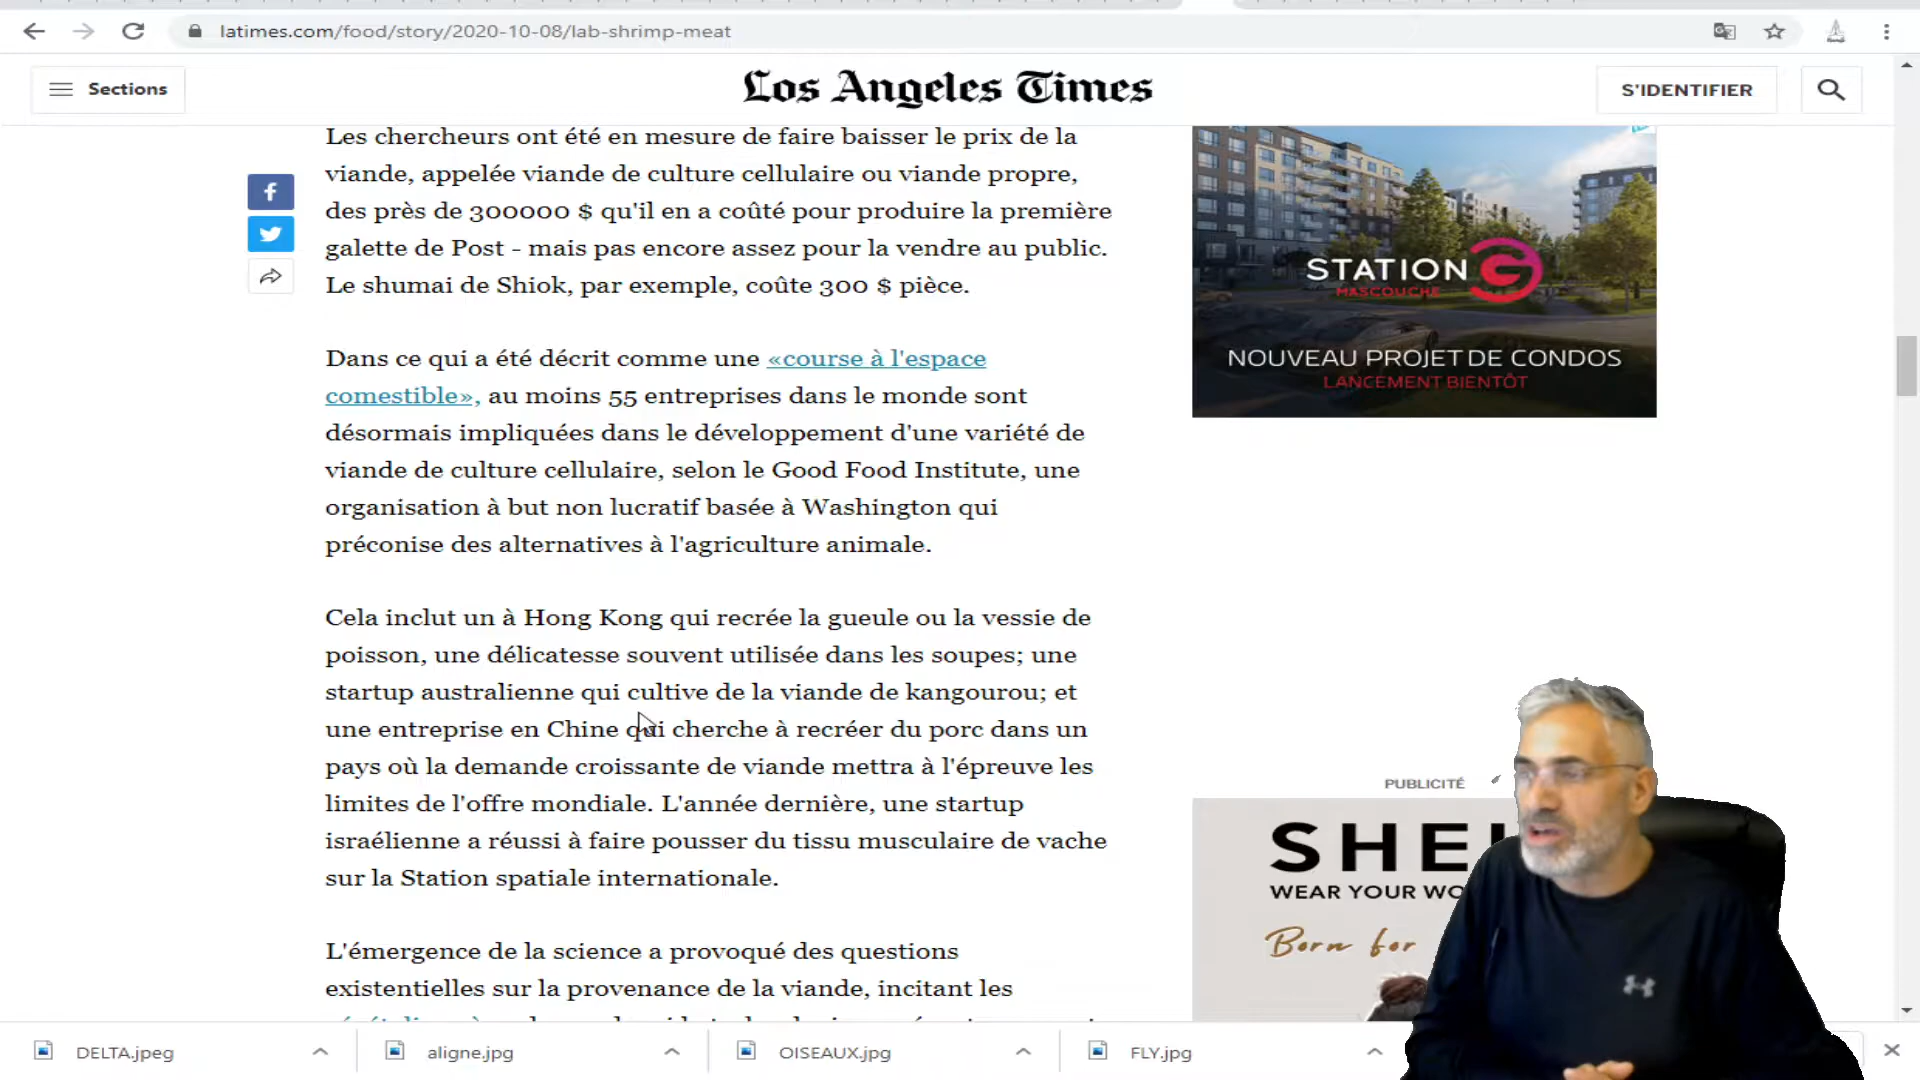 latimes.com/food/story/2020-10-08/lab-shrimp-meat
Sections
Los Angeles Times
S'IDENTIFIER
Les chercheurs ont été en mesure de faire baisser le prix de la
viande, appelée viande de culture cellulaire ou viande propre,
des près de 300000 $ qu'il en a coûté pour produire la première
galette de Post - mais pas encore assez pour la vendre au public.
Le shumai de Shiok, par exemple, coûte 300 $ pièce.
Dans ce qui a été décrit comme une «course à l'espace
comestible», au moins 55 entreprises dans le monde sont
désormais impliquées dans le développement d'une variété de
viande de culture cellulaire, selon le Good Food Institute, une
organisation à but non lucratif basée à Washington qui
préconise des alternatives à l'agriculture animale.
Cela inclut un à Hong Kong qui recrée la gueule ou la vessie de
poisson, une délicatesse souvent utilisée dans les soupes; une
startup australienne qui cultive de la viande de kangourou; et
une entreprise en Chine qui cherche à recréer du porc dans un
pays où la demande croissante de viande mettra à l'épreuve les
limites de l'offre mondiale. L'année dernière, une startup
israélienne a réussi à faire pousser du tissu musculaire de vache
sur la Station spatiale internationale.
L'émergence de la science a provoqué des questions
existentielles sur la provenance de la viande, incitant les
STATION G
MASCOUCHE
NOUVEAU PROJET DE CONDOS
LANCEMENT BIENTÔT
PUBLICITÉ
SHEI
WEAR YOUR WO
Born for
DELTA.jpeg
aligne.jpg
OISEAUX.jpg
FLY.jpg